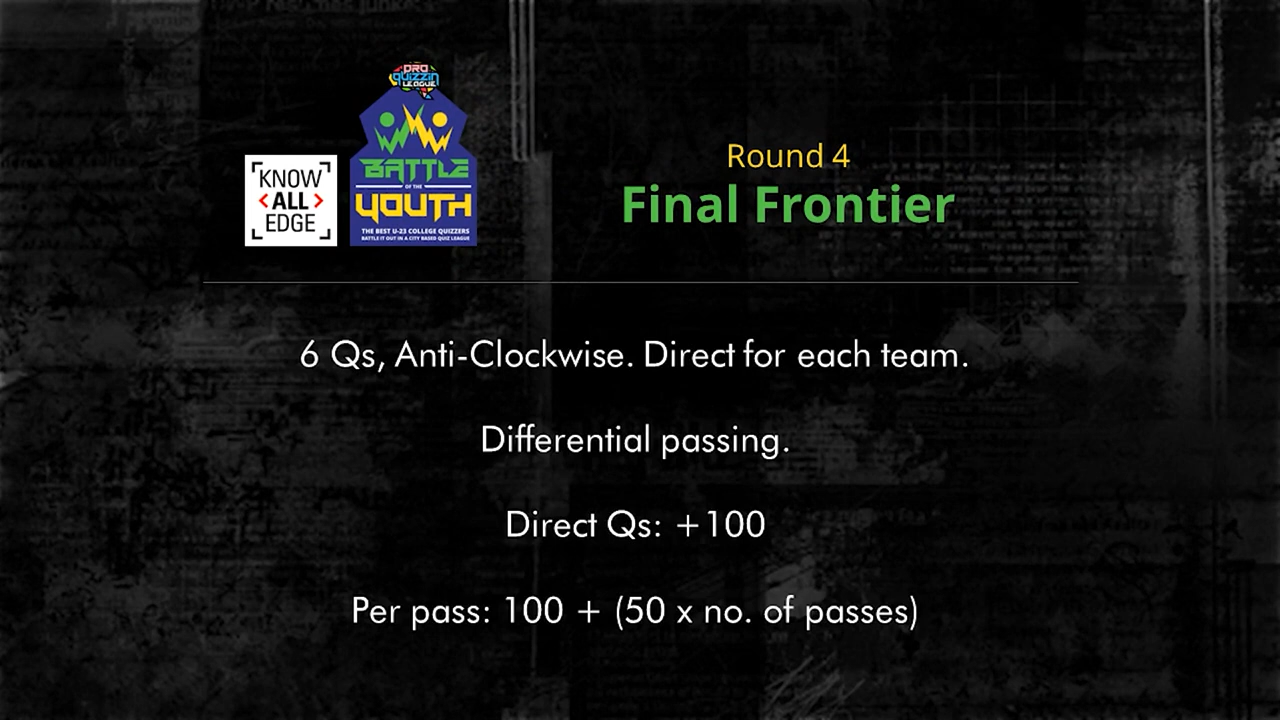 PRO
QUIZZIN
LEAGUE
KNOW
<ALL>
EDGE
BATTLE
OF THE
YOUTH
THE BEST U-23 COLLEGE QUIZZERS
BATTLE IT OUT IN A CITY BASED QUIZ LEAGUE
Round 4
Final Frontier
6 Qs, Anti-Clockwise. Direct for each team.
Differential passing.
Direct Qs: +100
Per pass: 100 + (50 x no. of passes)